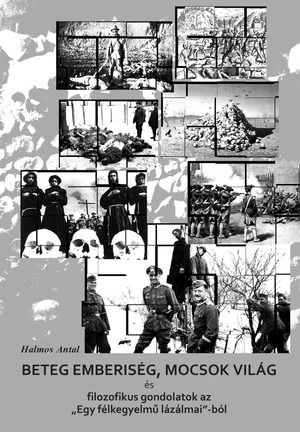 Halmos Antal
BETEG EMBERISÉG, MOCSOK VILÁG
és
filozofikus gondolatok az
„Egy félkegyelmű lázálmai”-ból